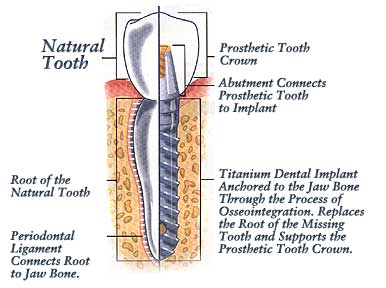 Natural
Tooth
Root of the
Natural Tooth
Periodontal
Ligament
Connects Root
to Jaw Bone.
Prosthetic Tooth
Crown
Abutment Connects
Prosthetic Tooth
to Implant
Titanium Dental Implant
Anchored to the Jaw Bone
Through the Process of
Osseointegration. Replaces
the Root of the Missing
Tooth and Supports the
Prosthetic Tooth Crown.